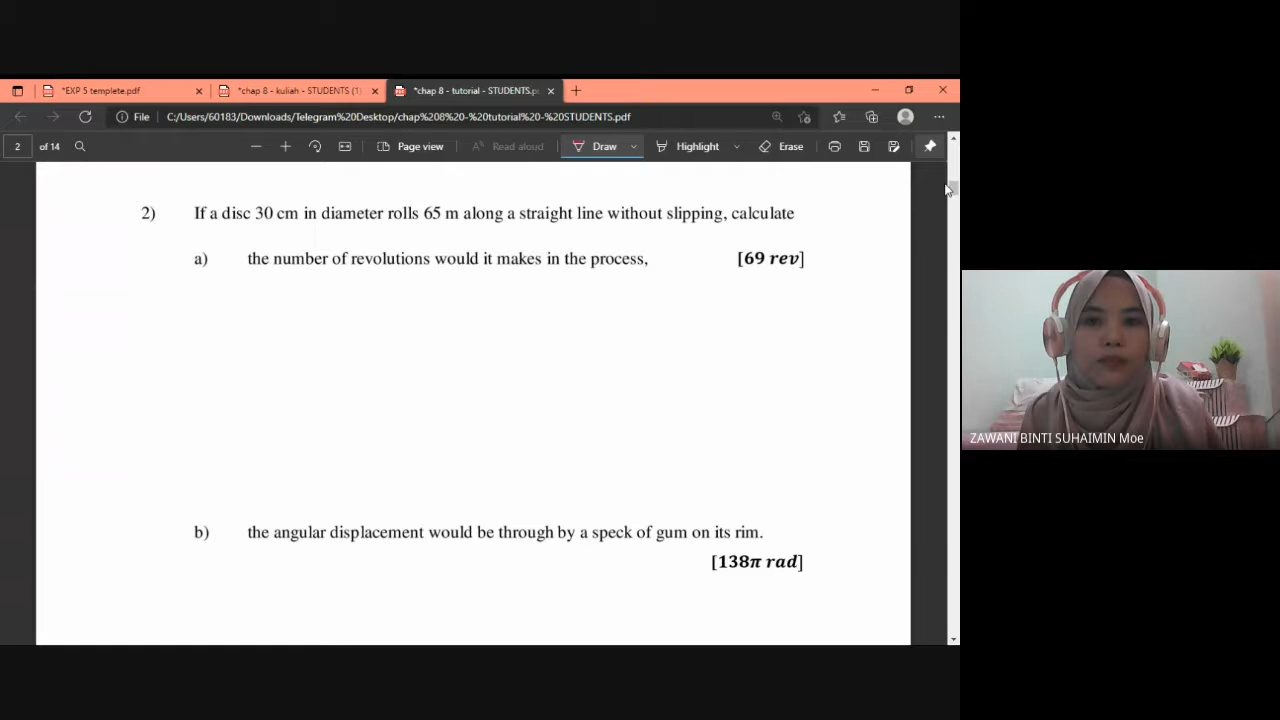 *EXP 5 templete.pdf
*chap 8 - kuliah - STUDENTS (1)
*chap 8 - tutorial - STUDENTS.p
File
C:/Users/60183/Downloads/Telegram%20Desktop/chap%208%20-%20tutorial%20-%20STUDENTS.pdf
2 of 14
Page view
Read aloud
Draw
Highlight
Erase
2) If a disc 30 cm in diameter rolls 65 m along a straight line without slipping, calculate
a) the number of revolutions would it makes in the process, [69 rev]
ZAWANI BINTI SUHAIMIN Moe
b) the angular displacement would be through by a speck of gum on its rim.
[138π rad]